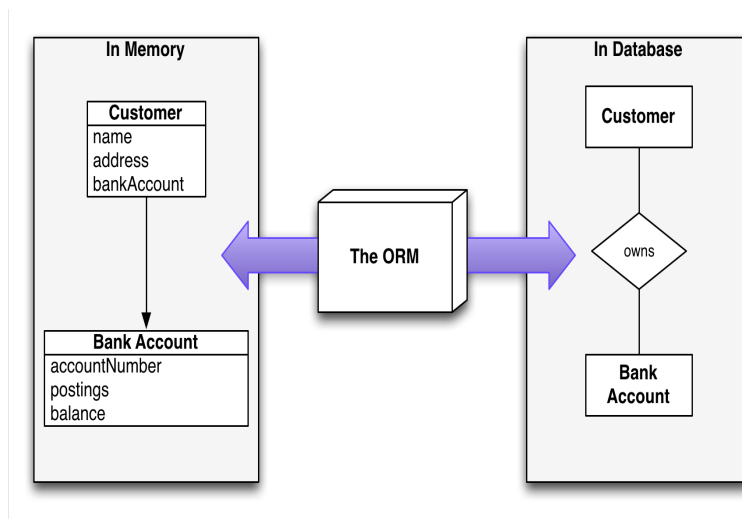 In Memory
Customer
name
address
bankAccount
Bank Account
accountNumber
postings
balance
The ORM
In Database
Customer
owns
Bank
Account